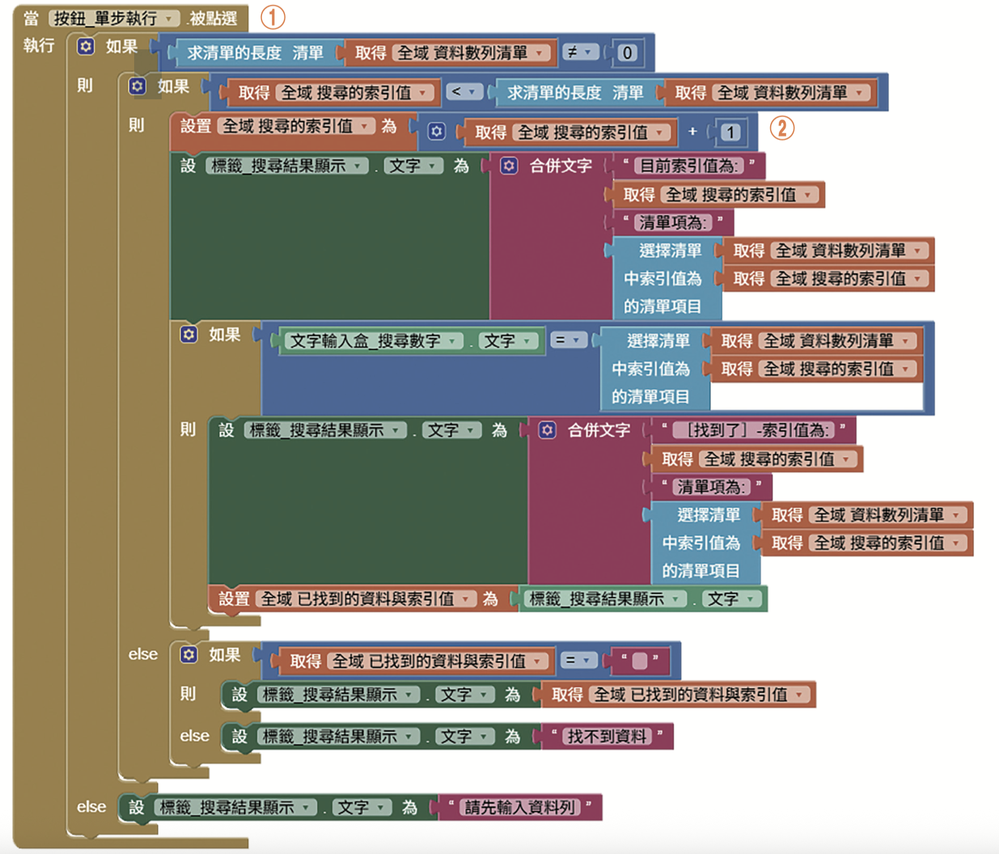 當 按鈕_單步執行 .被點選 ①
執行 如果 求清單的長度 清單 取得 全域 資料數列清單 ≠ 0
則 如果 取得 全域 搜尋的索引值 < 求清單的長度 清單 取得 全域 資料數列清單
則 設置 全域 搜尋的索引值 為 取得 全域 搜尋的索引值 + 1 ②
設 標籤_搜尋結果顯示 . 文字 為 合併文字 “ 目前索引值為: ”
取得 全域 搜尋的索引值
“ 清單項為: ”
選擇清單 取得 全域 資料數列清單
中索引值為 取得 全域 搜尋的索引值
的清單項目
如果 文字輸入盒_搜尋數字 . 文字 = 選擇清單 取得 全域 資料數列清單
中索引值為 取得 全域 搜尋的索引值
的清單項目
則 設 標籤_搜尋結果顯示 . 文字 為 合併文字 “ ［找到了］-索引值為: ”
取得 全域 搜尋的索引值
“ 清單項為: ”
選擇清單 取得 全域 資料數列清單
中索引值為 取得 全域 搜尋的索引值
的清單項目
設置 全域 已找到的資料與索引值 為 標籤_搜尋結果顯示 . 文字
else 如果 取得 全域 已找到的資料與索引值 = “ ”
則 設 標籤_搜尋結果顯示 . 文字 為 取得 全域 已找到的資料與索引值
else 設 標籤_搜尋結果顯示 . 文字 為 “ 找不到資料 ”
else 設 標籤_搜尋結果顯示 . 文字 為 “ 請先輸入資料列 ”